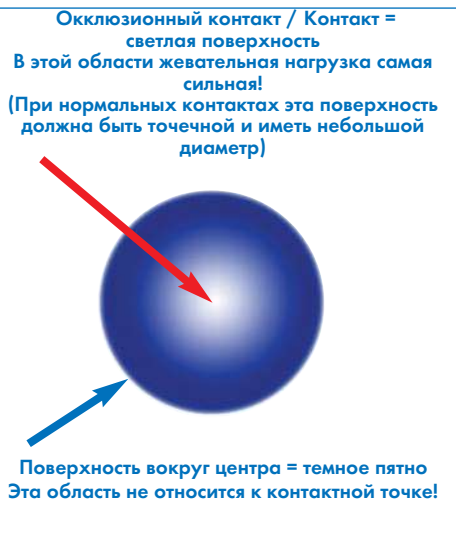 Окклюзионный контакт / Контакт =
светлая поверхность
В этой области жевательная нагрузка самая
сильная!
(При нормальных контактах эта поверхность
должна быть точечной и иметь небольшой
диаметр)
Поверхность вокруг центра = темное пятно
Эта область не относится к контактной точке!